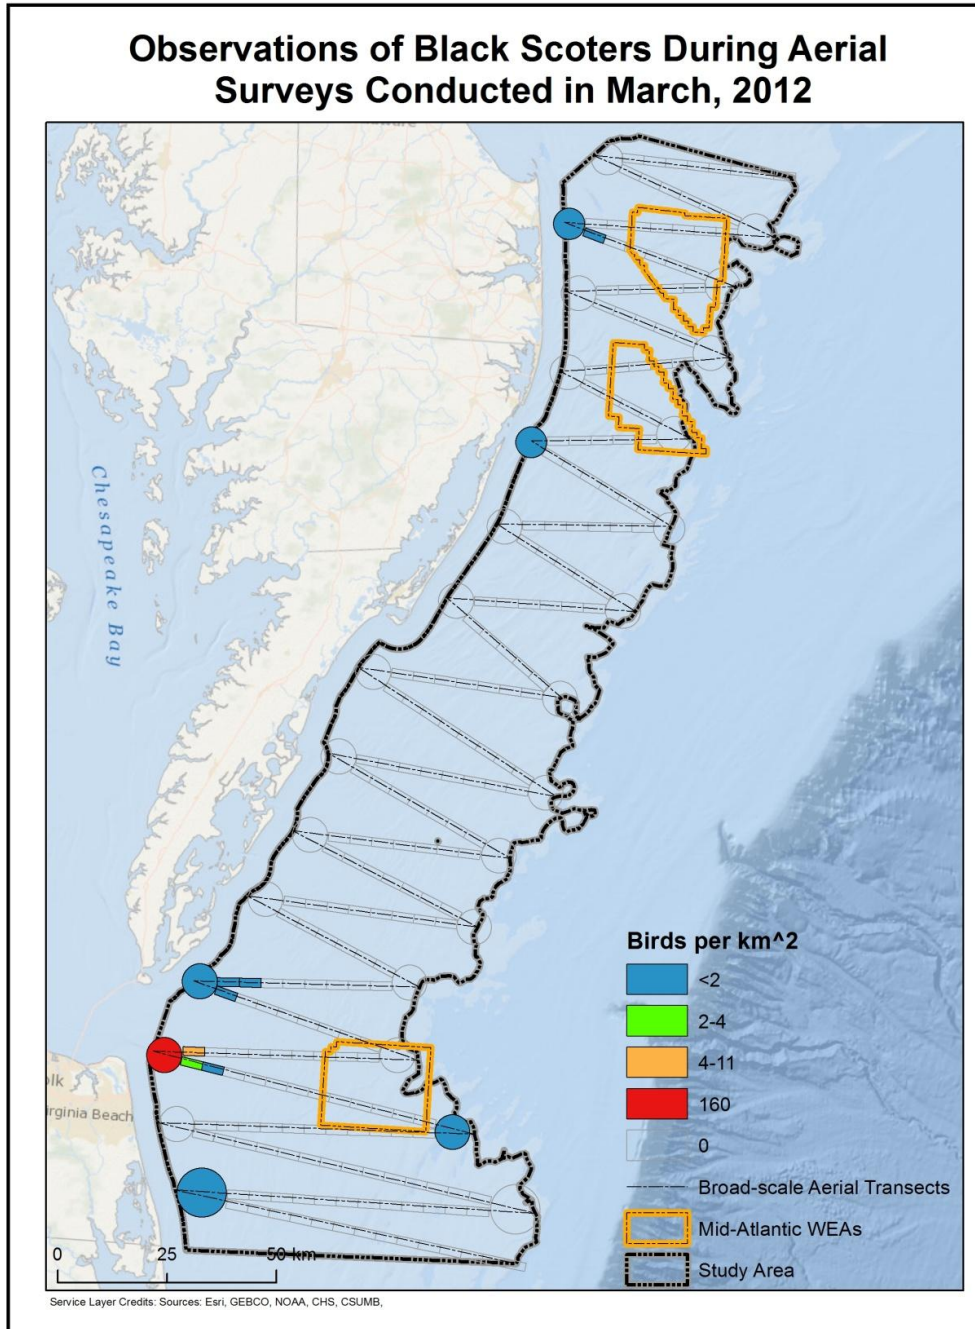 Observations of Black Scoters During Aerial
Surveys Conducted in March, 2012
Chesapeake Bay
Birds per km^2
<2
2-4
4-11
160
0
Broad-scale Aerial Transects
Mid-Atlantic WEAs
Study Area
olk
irginia Beach
0 25 50 km
Service Layer Credits: Sources: Esri, GEBCO, NOAA, CHS, CSUMB,